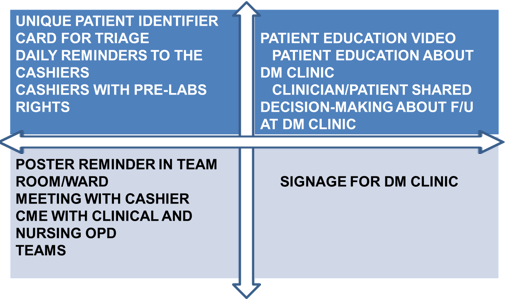 UNIQUE PATIENT IDENTIFIER
CARD FOR TRIAGE
DAILY REMINDERS TO THE
CASHIERS
CASHIERS WITH PRE-LABS
RIGHTS
PATIENT EDUCATION VIDEO
PATIENT EDUCATION ABOUT
DM CLINIC
CLINICIAN/PATIENT SHARED
DECISION-MAKING ABOUT F/U
AT DM CLINIC
POSTER REMINDER IN TEAM
ROOM/WARD
MEETING WITH CASHIER
CME WITH CLINICAL AND
NURSING OPD
TEAMS
SIGNAGE FOR DM CLINIC